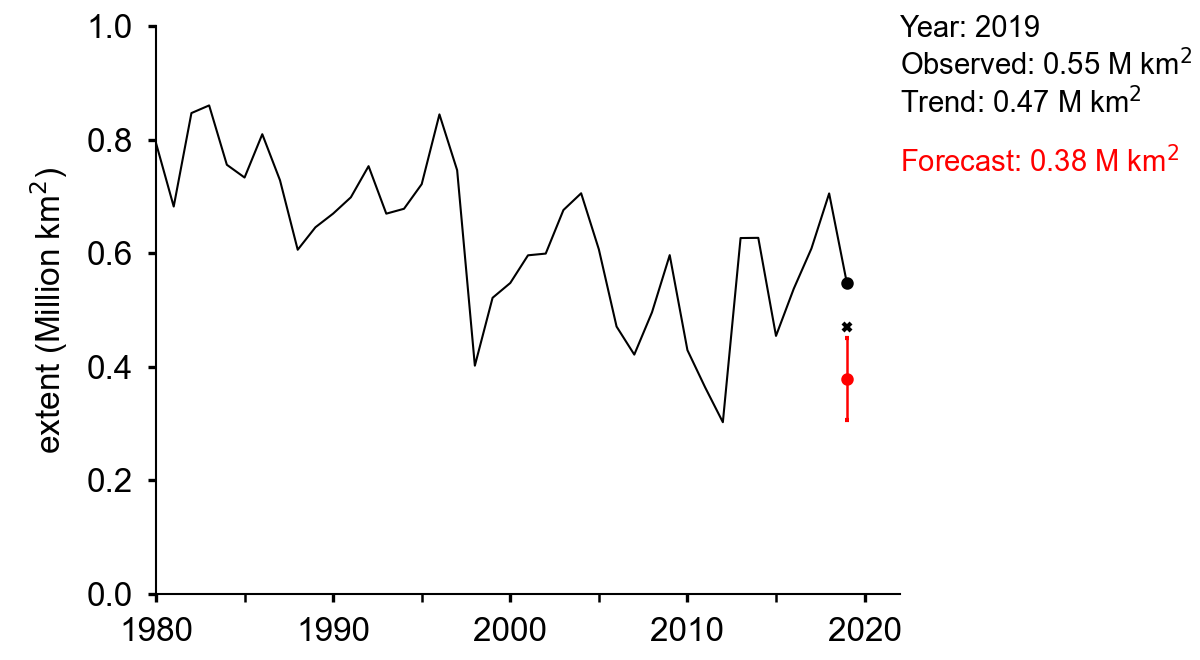 1.0
0.8
0.6
0.4
0.2
0.0
extent (Million km²)
1980
1990
2000
2010
2020
Year: 2019
Observed: 0.55 M km²
Trend: 0.47 M km²
Forecast: 0.38 M km²